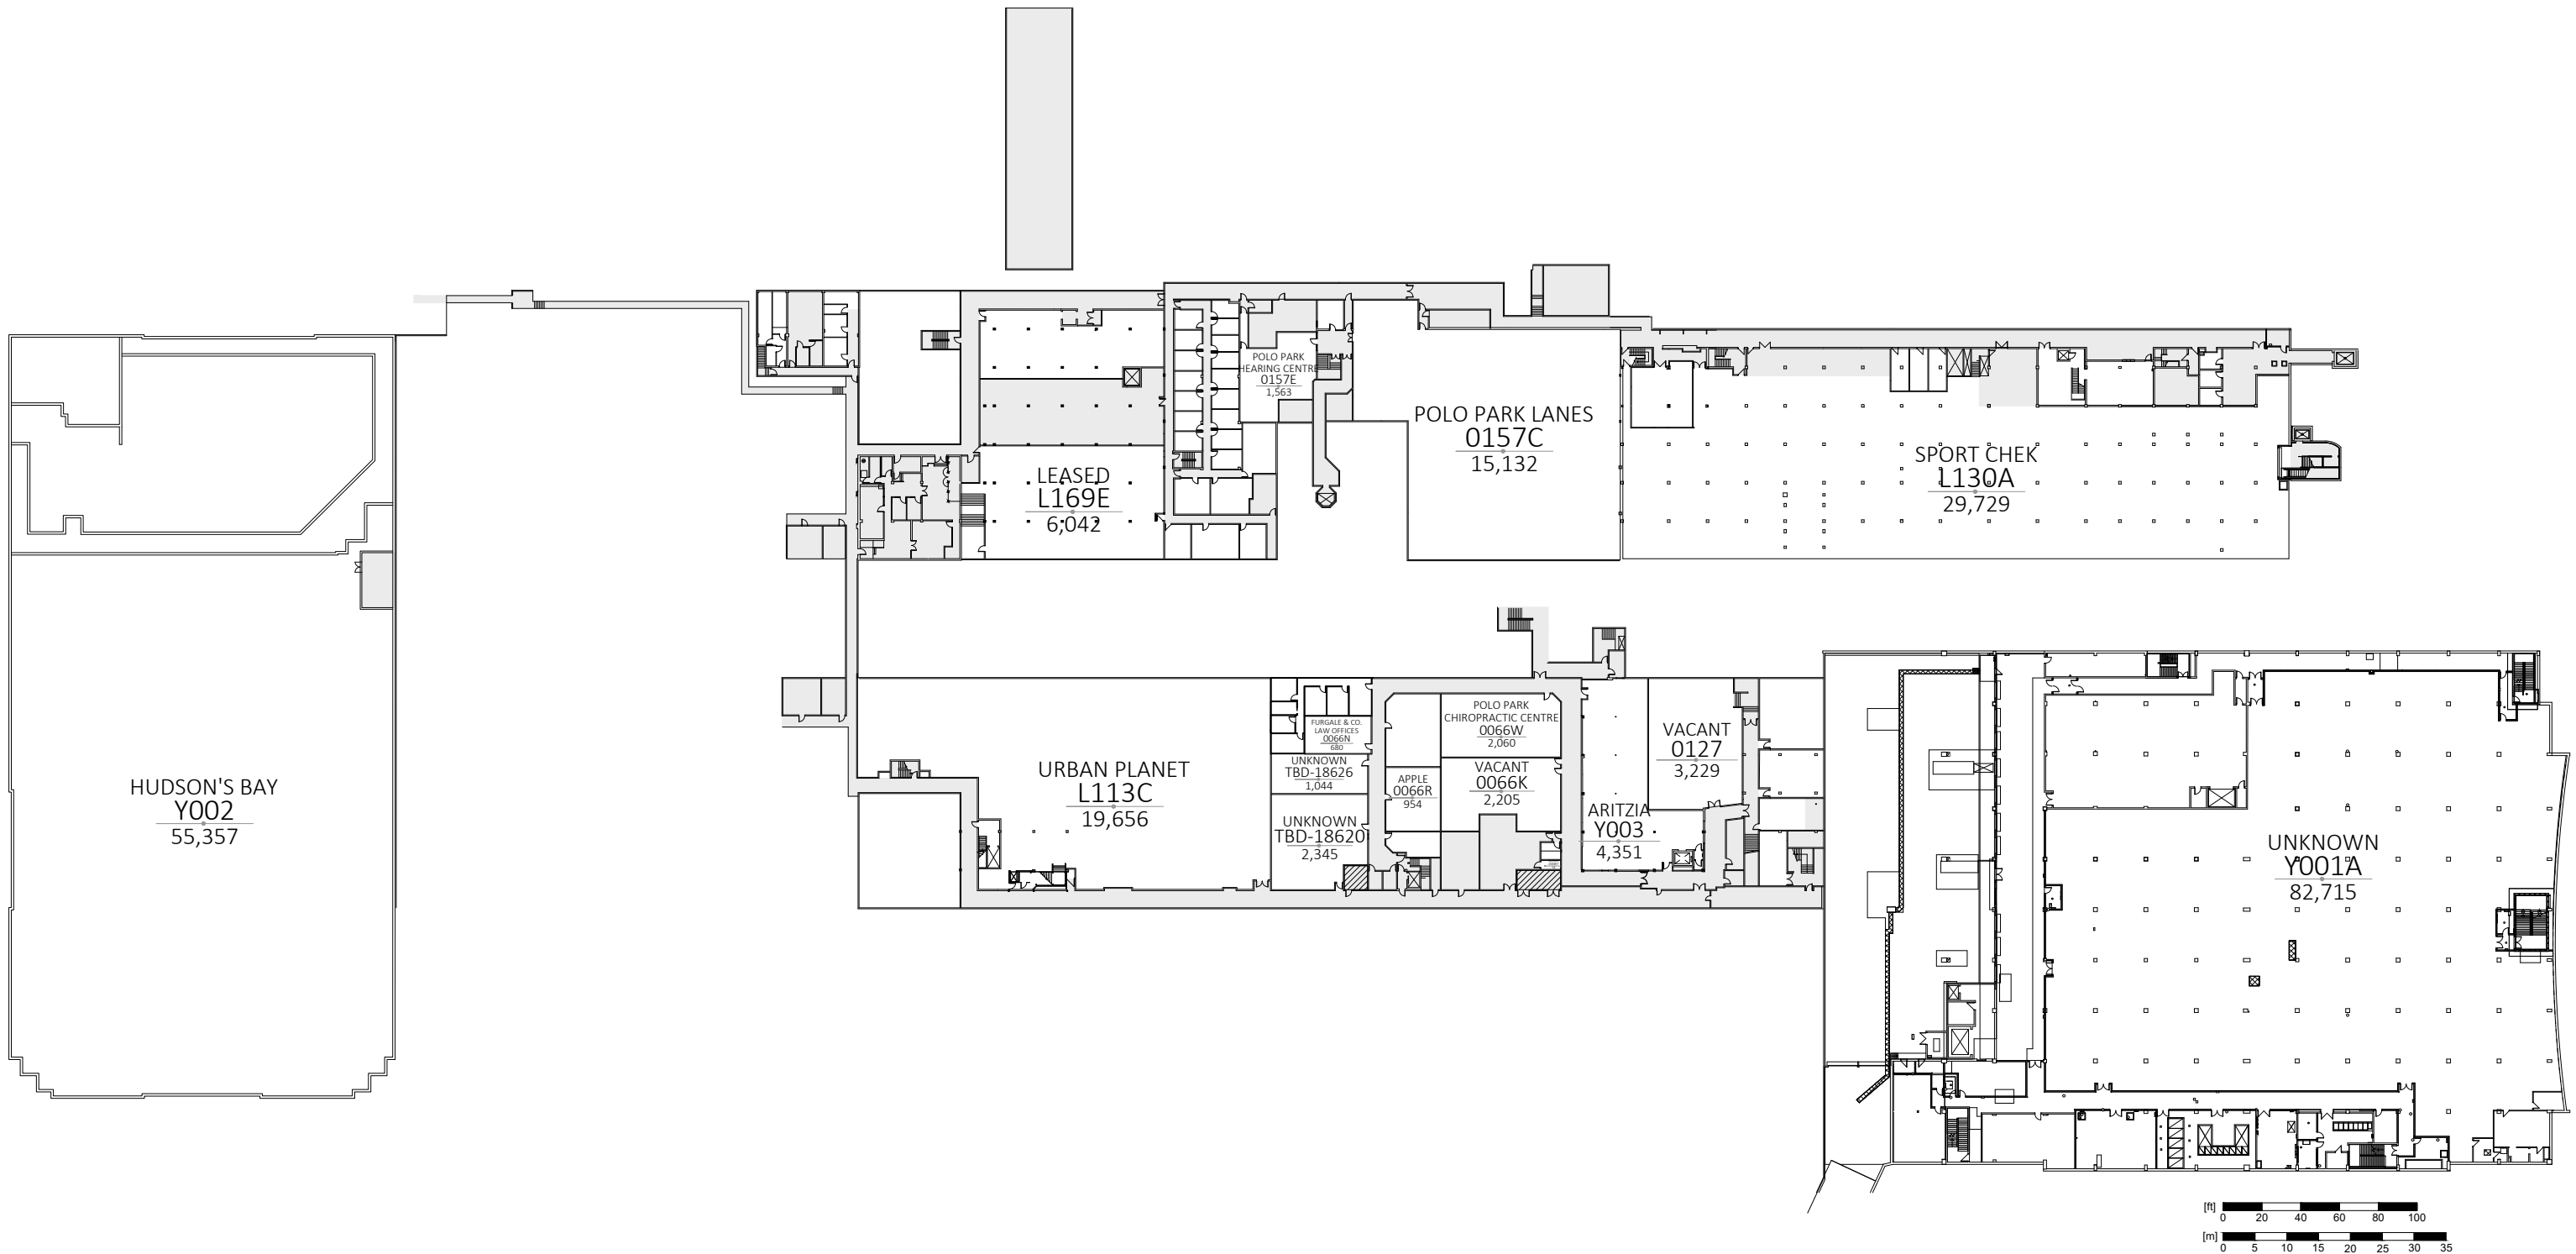 POLO PARK
HEARING CENTRE
0157E
1,563
POLO PARK LANES
0157C
15,132
SPORT CHEK
L130A
29,729
LEASED
L169E
6,042
HUDSON'S BAY
Y002
55,357
URBAN PLANET
L113C
19,656
FURGALE & CO.
LAW OFFICES
0066N
680
UNKNOWN
TBD-18626
1,044
UNKNOWN
TBD-18620
2,345
POLO PARK
CHIROPRACTIC CENTRE
0066W
2,060
APPLE
0066R
954
VACANT
0066K
2,205
VACANT
0127
3,229
ARITZIA
Y003
4,351
UNKNOWN
Y001A
82,715
[ft]
0 20 40 60 80 100
[m]
0 5 10 15 20 25 30 35